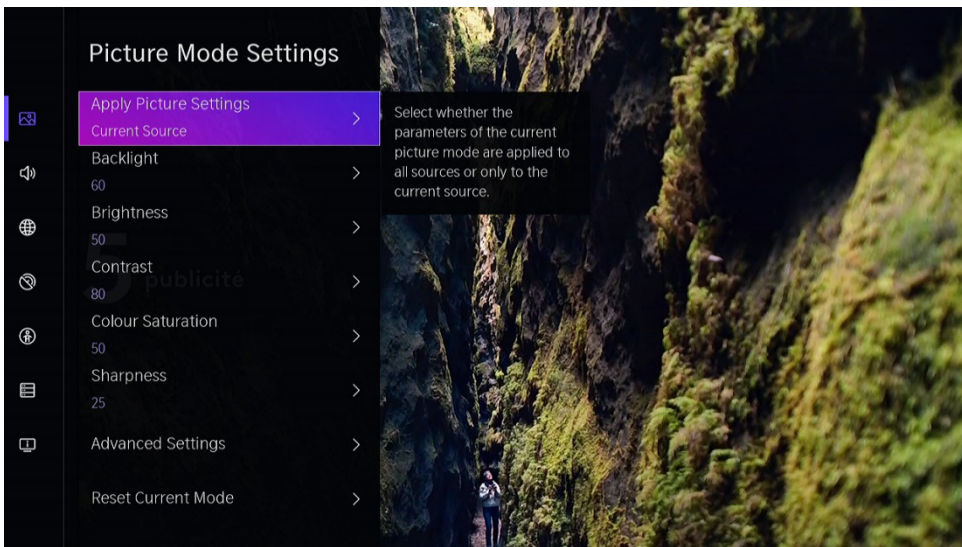 Picture Mode Settings
Apply Picture Settings
Current Source
Select whether the
parameters of the current
picture mode are applied to
all sources or only to the
current source.
Backlight
60
Brightness
50
Contrast
80
5 publicité
Colour Saturation
50
Sharpness
25
Advanced Settings
Reset Current Mode